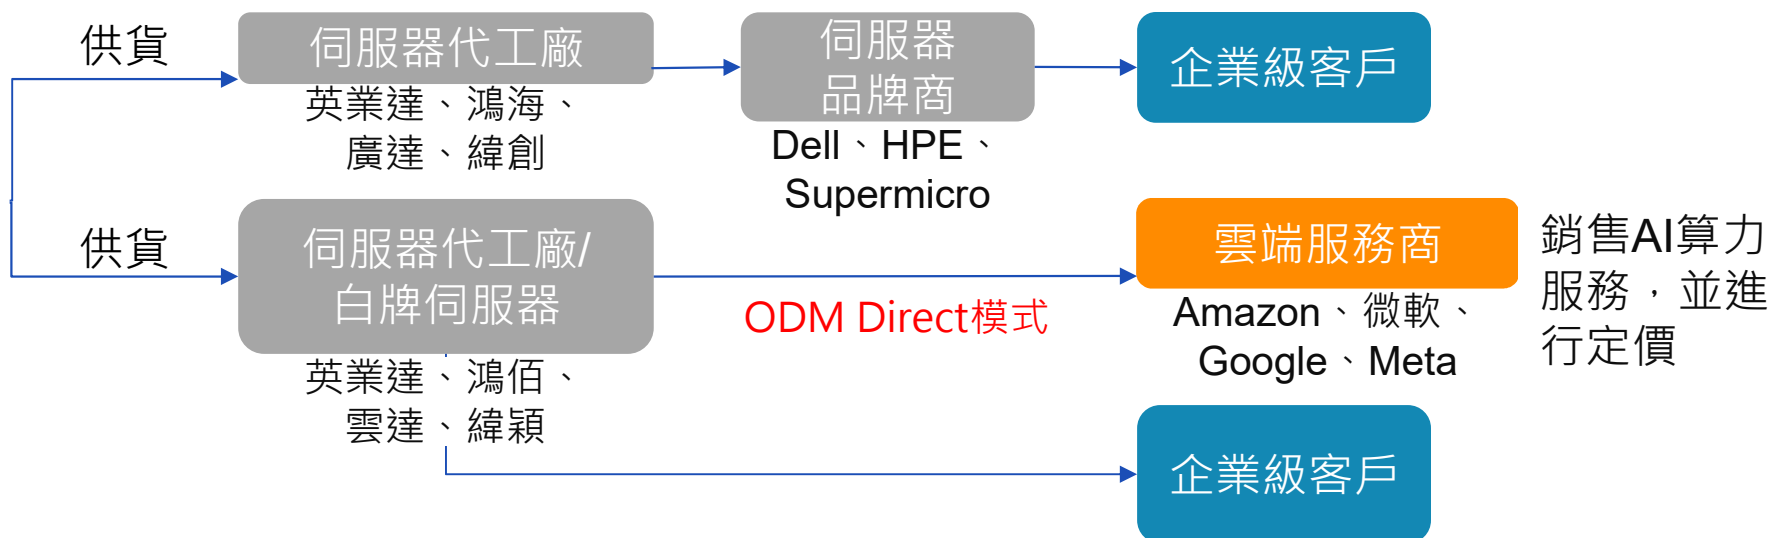 供貨
伺服器代工廠
英業達、鴻海、
廣達、緯創
伺服器
品牌商
Dell、HPE、
Supermicro
企業級客戶
供貨
伺服器代工廠/
白牌伺服器
英業達、鴻佰、
雲達、緯穎
ODM Direct模式
雲端服務商
Amazon、微軟、
Google、Meta
銷售AI算力
服務，並進
行定價
企業級客戶